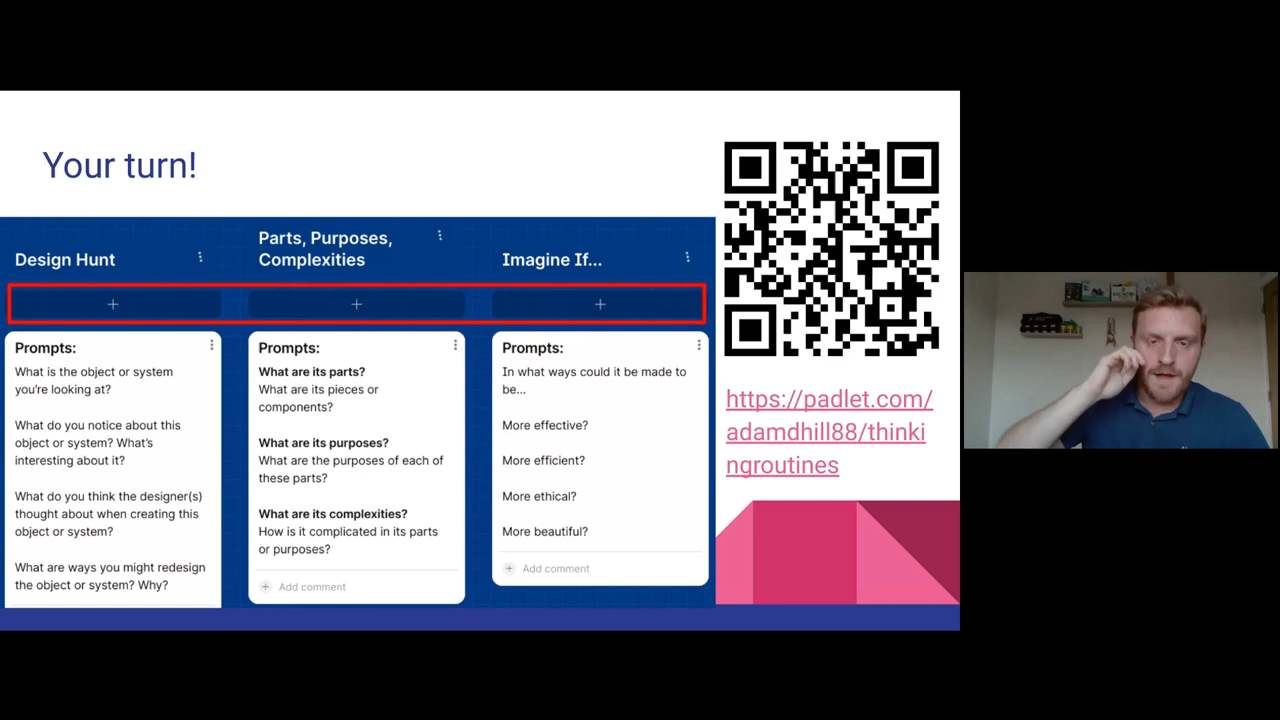 Your turn!
Design Hunt
Prompts:
What is the object or system
you're looking at?
What do you notice about this
object or system? What's
interesting about it?
What do you think the designer(s)
thought about when creating this
object or system?
What are ways you might redesign
the object or system? Why?
Parts, Purposes,
Complexities
Prompts:
What are its parts?
What are its pieces or
components?
What are its purposes?
What are the purposes of each of
these parts?
What are its complexities?
How is it complicated in its parts
or purposes?
Add comment
Imagine If...
Prompts:
In what ways could it be made to
be...
More effective?
More efficient?
More ethical?
More beautiful?
Add comment
https://padlet.com/
adamdhill88/thinki
ngroutines